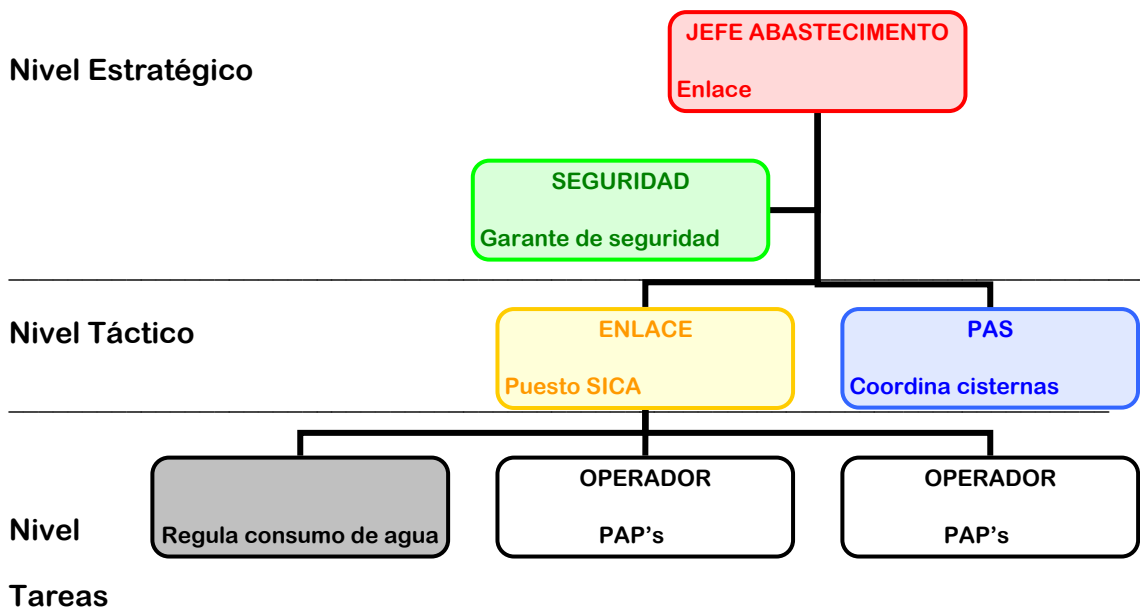 JEFE ABASTECIMENTO
Nivel Estratégico
Enlace
SEGURIDAD
Garante de seguridad
Nivel Táctico
ENLACE
PAS
Puesto SICA
Coordina cisternas
OPERADOR
OPERADOR
Nivel
Regula consumo de agua
PAP’s
PAP’s
Tareas